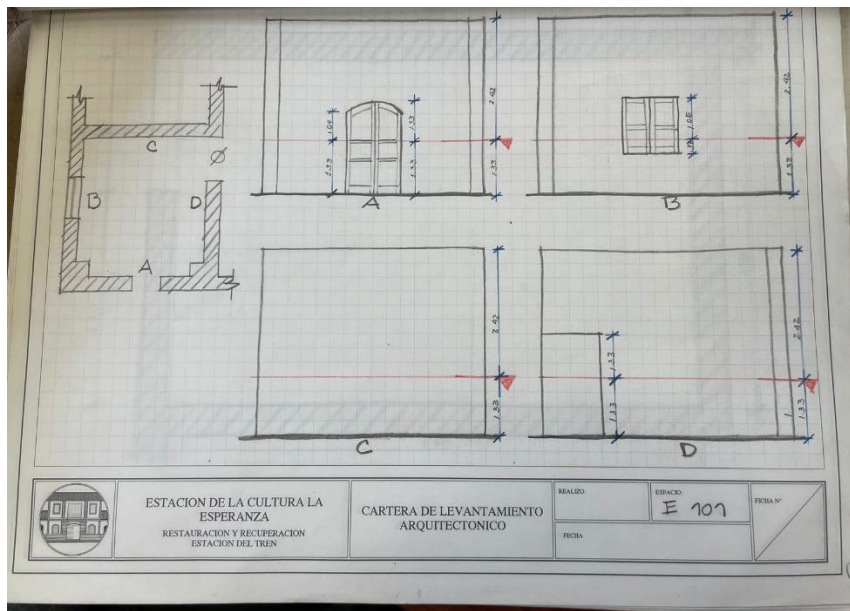 2.42
1.09
1.33
1.33
1.33
1.33
A
2.42
1.08
1.33
B
C
B
D
A
2.42
1.33
C
1.33
1.33
2.42
1.33
D
ESTACION DE LA CULTURA LA
ESPERANZA
RESTAURACION Y RECUPERACION
ESTACION DEL TREN
CARTERA DE LEVANTAMIENTO
ARQUITECTONICO
REALIZO:
FECHA
ESPACIO:
E 101
FICHA Nº